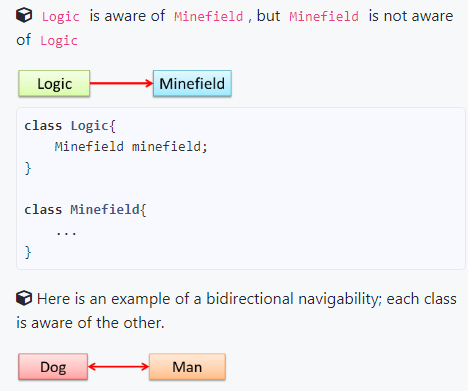 Logic is aware of Minefield, but Minefield is not aware
of Logic
Logic Minefield
class Logic{
    Minefield minefield;
}
class Minefield{
    ...
}
Here is an example of a bidirectional navigability; each class
is aware of the other.
Dog Man